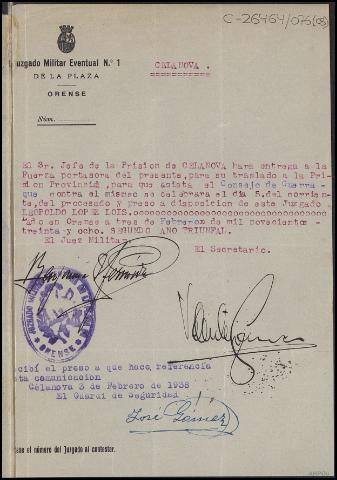 C-26464/076(05)
Juzgado Militar Eventual N.º 1
DE LA PLAZA
ORENSE
CELANOVA .
Núm.
El Sr. Jefe de la Prision de CELANOVA hara entrega a la
Fuerza portadora del presente, para su traslado a la Pri-
sion Provincial, para que asista el Consejo de Guerra -
que contra el mismo se celebrara el dia 5, del corrien-
te, del procesado y preso a disposicion de este Juzgado -
LEOPOLDO LOPEZ LOIS.
Dado en Orense a tres de Febrero de mil novecientos -
treinta y ocho. SEGUNDO AÑO TRIUNFAL.
El Juez Militar
El Secretario.
ORENSE
Recibí el preso a que hace referencia
esta comunicacion
Celanova 3 de Febrero de 1938
El Guardi de Seguridad
José Gómez
ese el número del Juzgado al contestar.
AHPOu